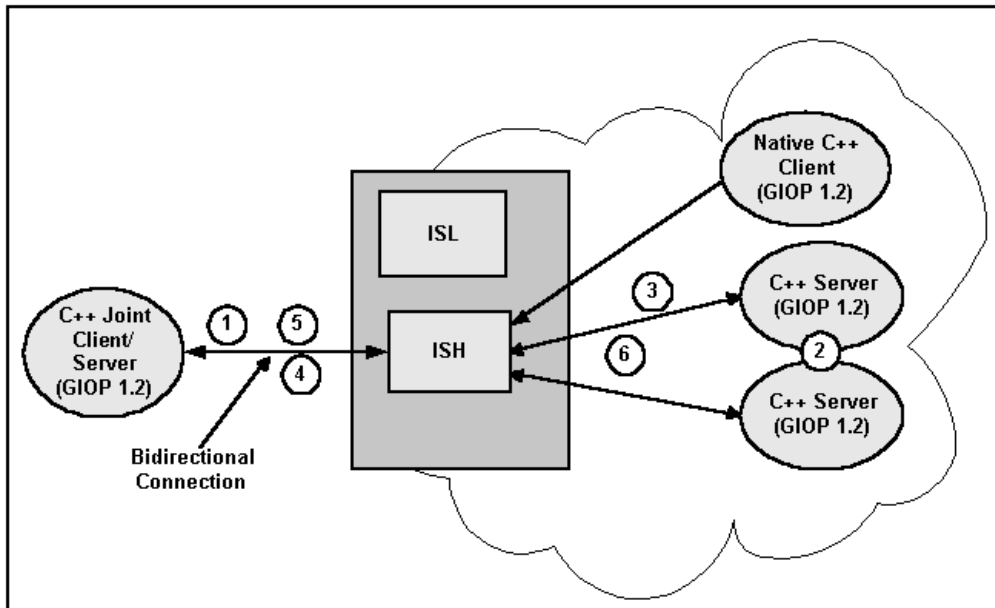 Native C++
Client
(GIOP 1.2)
ISL
C++ Server
(GIOP 1.2)
3
1
5
C++ Joint
Client/
Server
(GIOP 1.2)
ISH
4
6
2
C++ Server
(GIOP 1.2)
Bidirectional
Connection